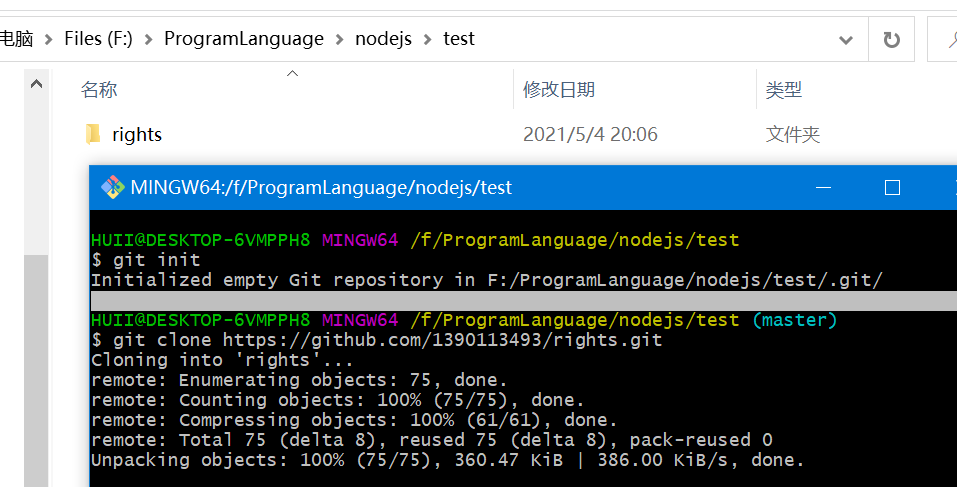 电脑 > Files (F:) > ProgramLanguage > nodejs > test
名称 修改日期 类型
rights 2021/5/4 20:06 文件夹
MINGW64:/f/ProgramLanguage/nodejs/test
HUII@DESKTOP-6VMPPH8 MINGW64 /f/ProgramLanguage/nodejs/test
$ git init
Initialized empty Git repository in F:/ProgramLanguage/nodejs/test/.git/
HUII@DESKTOP-6VMPPH8 MINGW64 /f/ProgramLanguage/nodejs/test (master)
$ git clone https://github.com/1390113493/rights.git
Cloning into 'rights'...
remote: Enumerating objects: 75, done.
remote: Counting objects: 100% (75/75), done.
remote: Compressing objects: 100% (61/61), done.
remote: Total 75 (delta 8), reused 75 (delta 8), pack-reused 0
Unpacking objects: 100% (75/75), 360.47 KiB | 386.00 KiB/s, done.